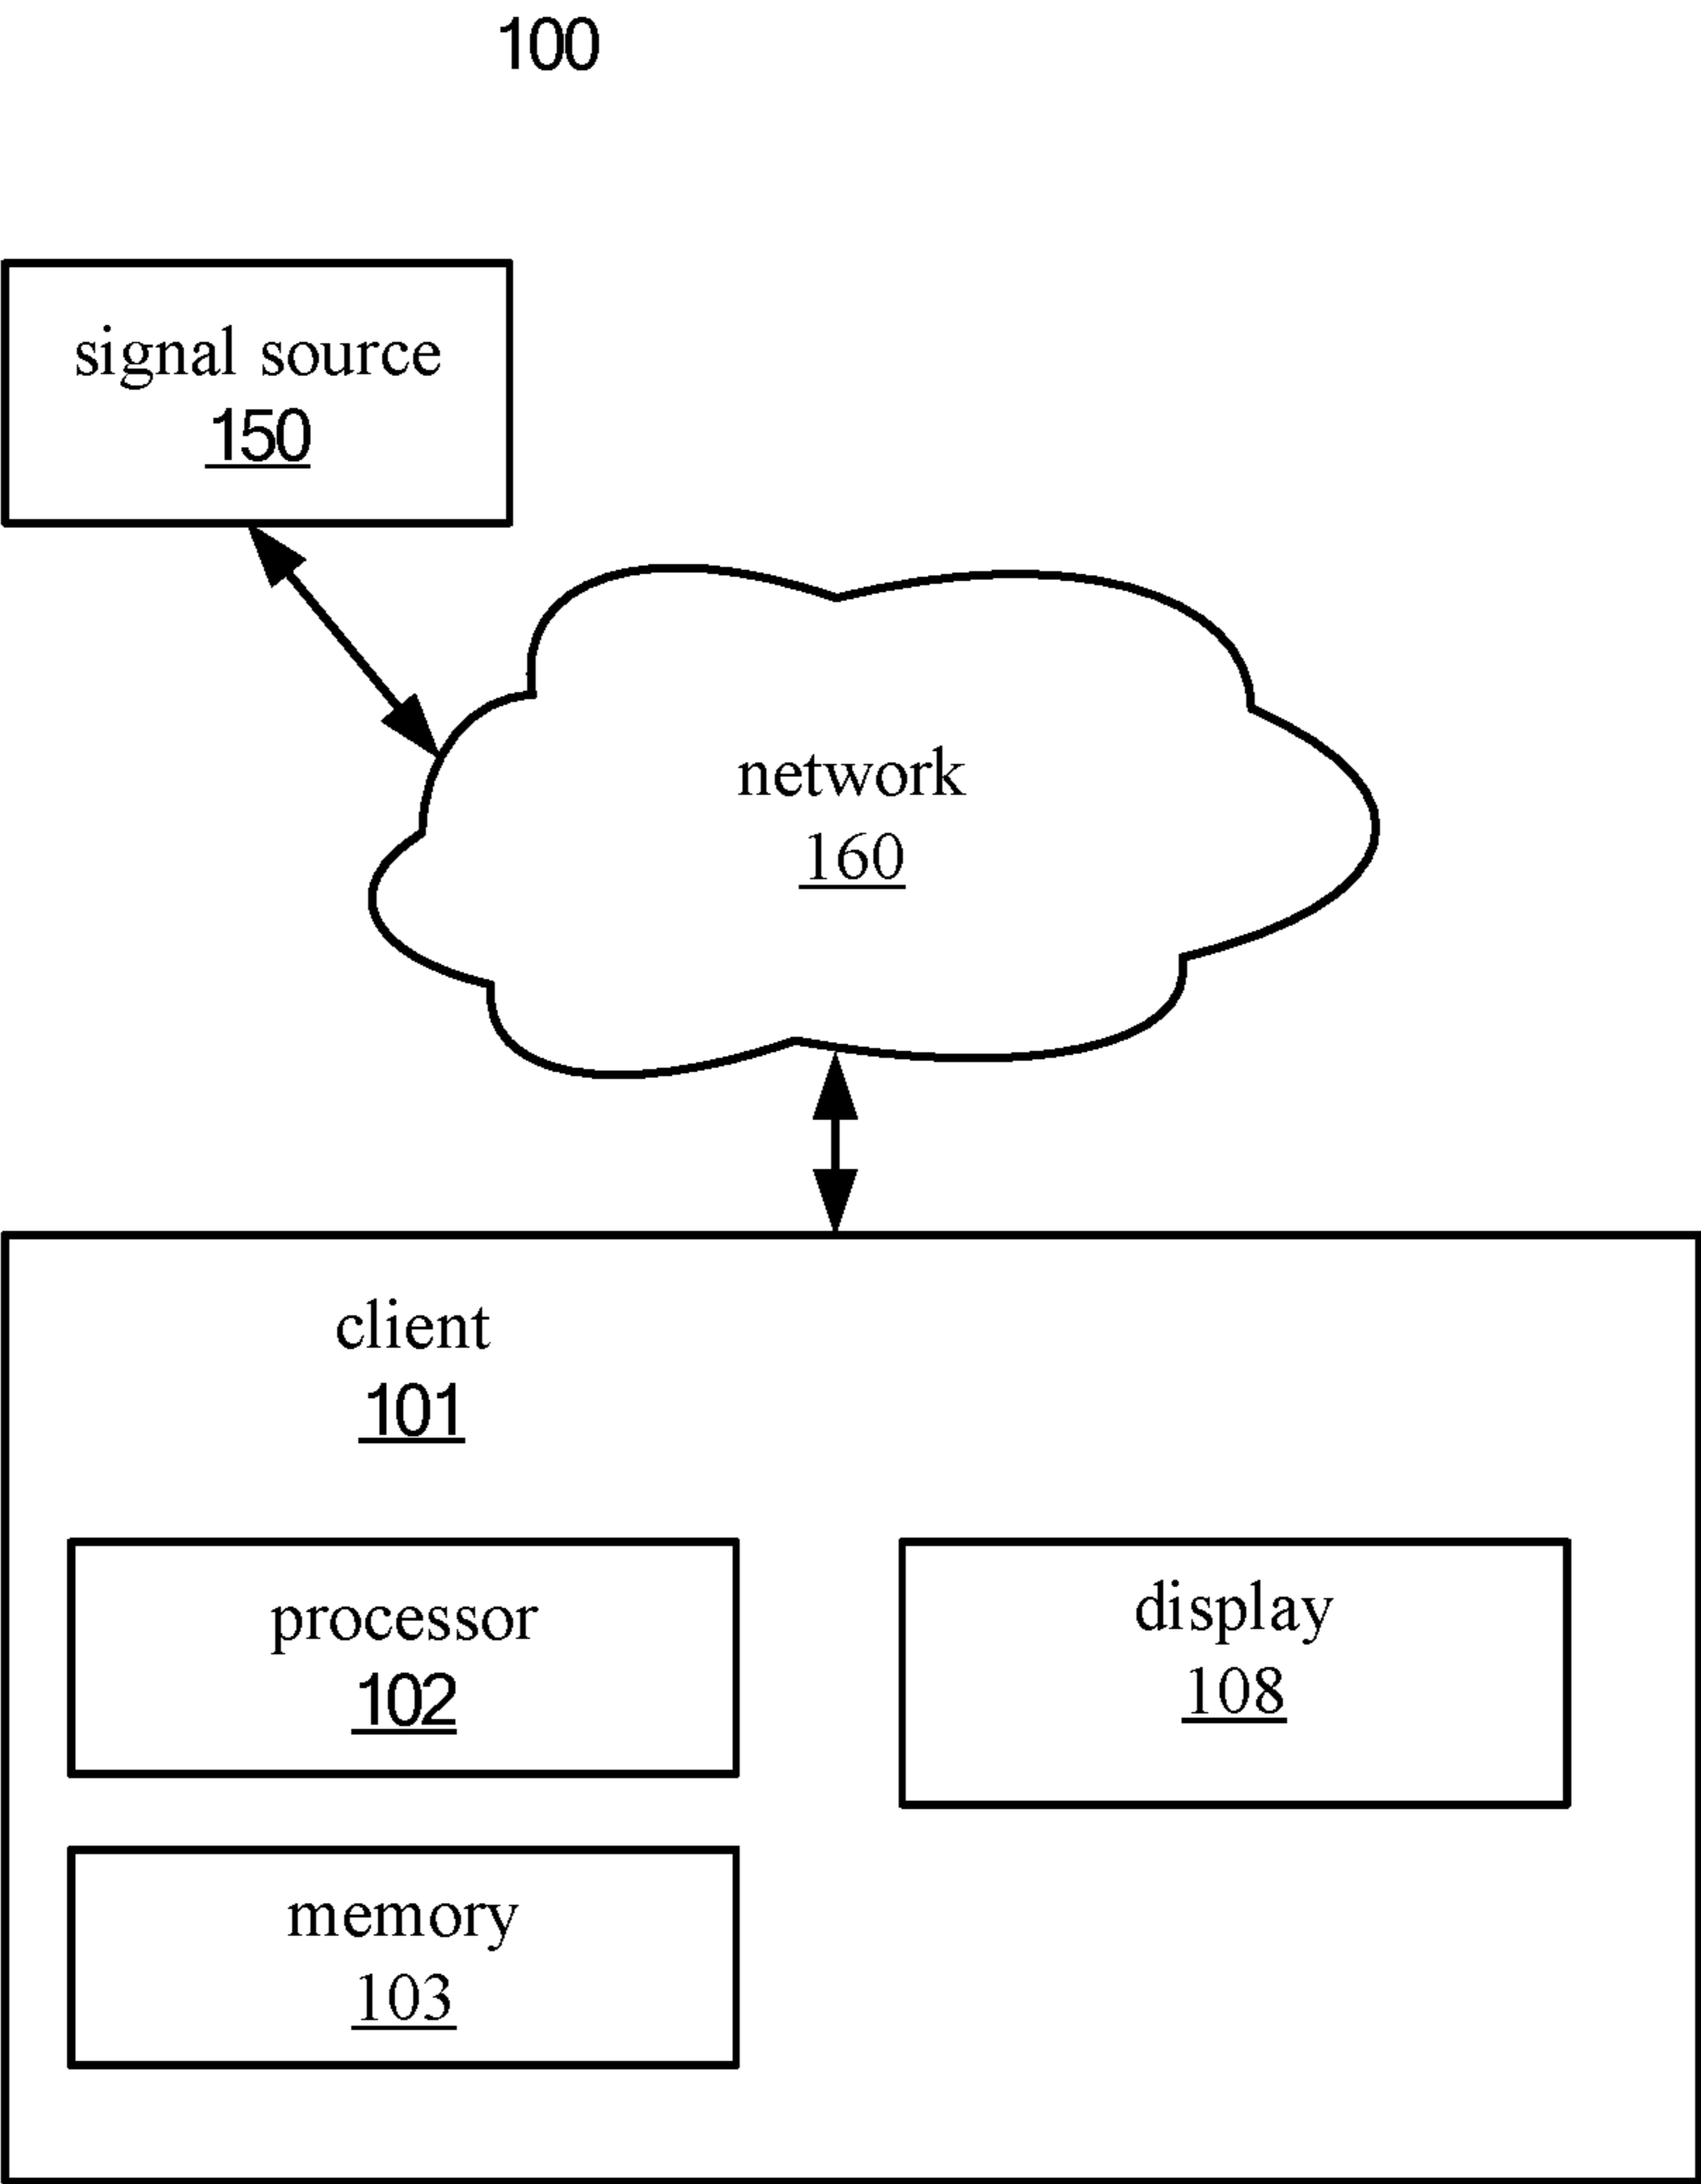 100
signal source
150
network
160
client
101
processor
102
display
108
memory
103